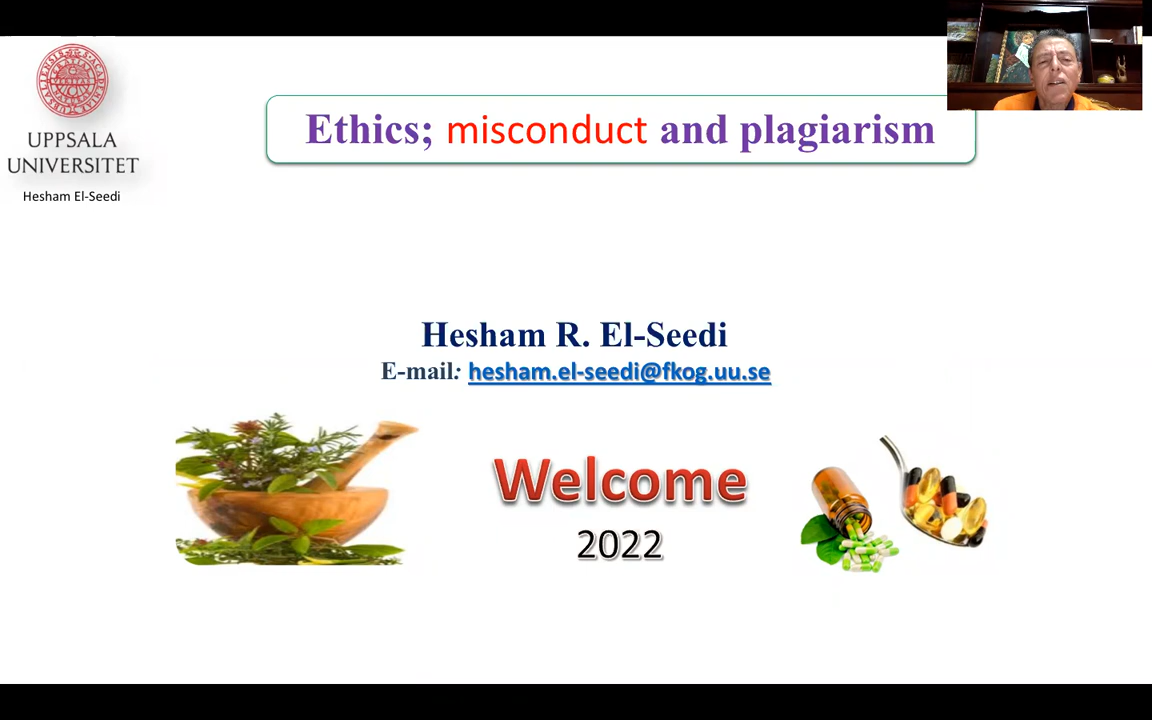 Ethics; misconduct and plagiarism
UPPSALA
UNIVERSITET
Hesham El-Seedi
Hesham R. El-Seedi
E-mail: hesham.el-seedi@fkog.uu.se
Welcome
2022